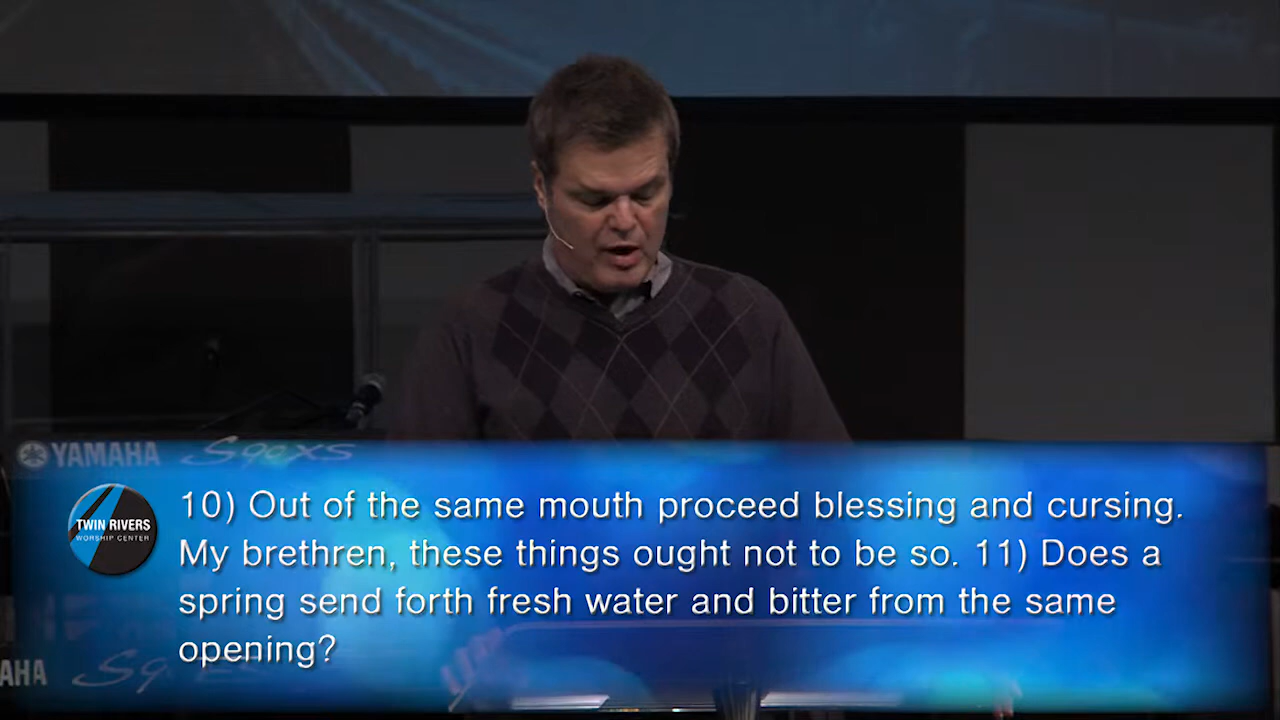 YAMAHA S90XS
TWIN RIVERS
WORSHIP CENTER
10) Out of the same mouth proceed blessing and cursing.
My brethren, these things ought not to be so. 11) Does a
spring send forth fresh water and bitter from the same
opening?
AHA